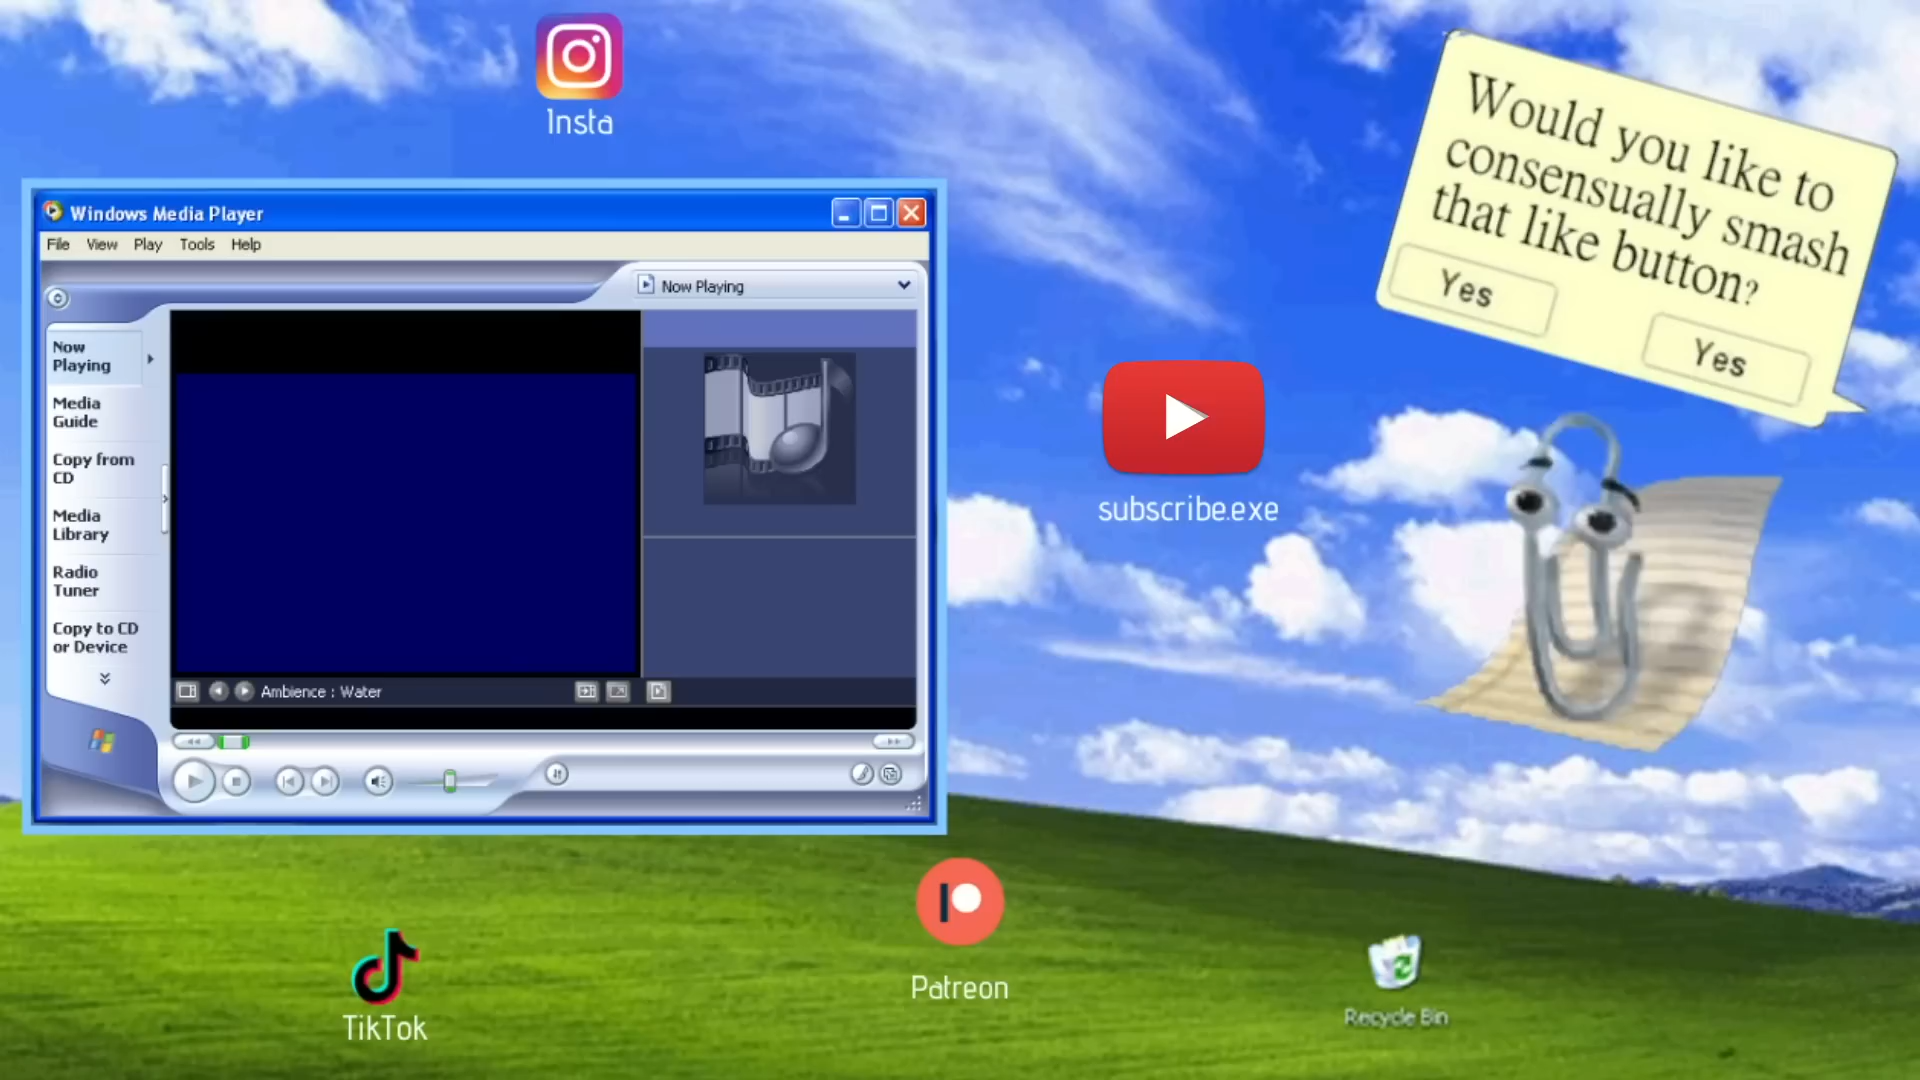 Insta
Would you like to
consensually smash
that like button?
Yes
Yes
Windows Media Player
File View Play Tools Help
Now Playing
Now
Playing
Media
Guide
Copy from
CD
Media
Library
Radio
Tuner
Copy to CD
or Device
Ambience : Water
subscribe.exe
Patreon
TikTok
Recycle Bin